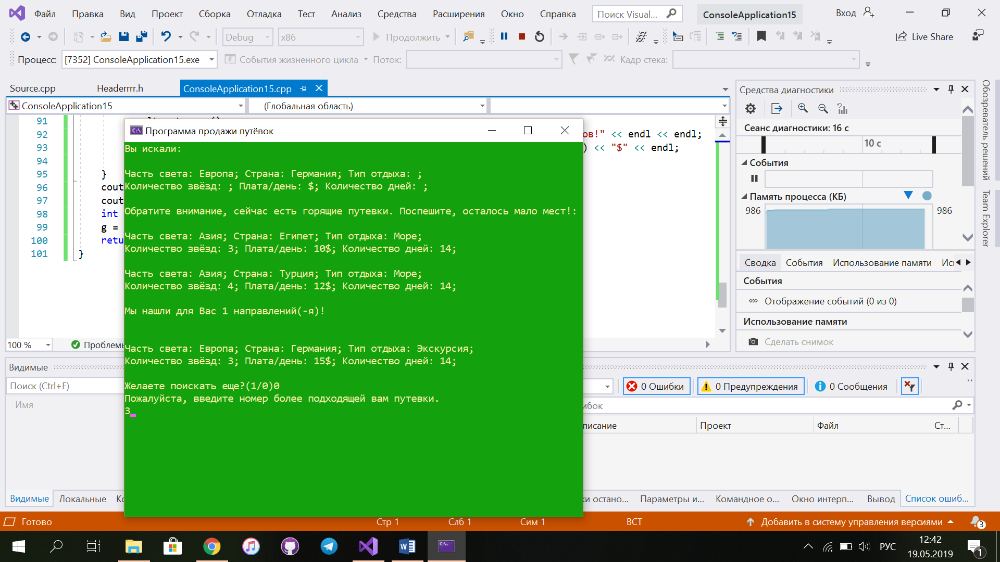 Файл Правка Вид Проект Сборка Отладка Тест Анализ Средства Расширения Окно Справка Поиск Visual... ConsoleApplication15 Вход
Debug x86 Продолжить Live Share
Процесс: [7352] ConsoleApplication15.exe События жизненного цикла Поток: Кадр стека:
Source.cpp Headerrrr.h ConsoleApplication15.cpp
ConsoleApplication15 (Глобальная область)
91
92 ов!" << endl << endl;
93 ) << "$" << endl;
94
95 }
96 cout
97 cout
98 int
99 g =
100 retu
101 }
100 % Проблемы
Программа продажи путёвок
Вы искали:
Часть света: Европа; Страна: Германия; Тип отдыха: ;
Количество звёзд: ; Плата/день: $; Количество дней: ;
Обратите внимание, сейчас есть горящие путевки. Поспешите, осталось мало мест!:
Часть света: Азия; Страна: Египет; Тип отдыха: Море;
Количество звёзд: 3; Плата/день: 10$; Количество дней: 14;
Часть света: Азия; Страна: Турция; Тип отдыха: Море;
Количество звёзд: 4; Плата/день: 12$; Количество дней: 14;
Мы нашли для Вас 1 направлений(-я)!
Часть света: Европа; Страна: Германия; Тип отдыха: Экскурсия;
Количество звёзд: 3; Плата/день: 15$; Количество дней: 14;
Желаете поискать еще?(1/0)0
Пожалуйста, введите номер более подходящей вам путевки.
3
Средства диагностики
Сеанс диагностики: 16 с
10 с
События
Память процесса (КБ)
986 986
Сводка События Использование памяти Ис
События
Отображение событий (0 из 0)
Использование памяти
Сделать снимок
Обозреватель решений
Team Explorer
Видимые
Поиск (Ctrl+E)
Имя
Видимые Локальные Ко
0 Ошибки 0 Предупреждения 0 Сообщения
ибок
писание Проект Файл Ст...
ки остано... Параметры и... Командное о... Окно интерп... Вывод Список ошиб...
Готово Стр 1 Слб 1 Сим 1 ВСТ Добавить в систему управления версиями 3
РУС 12:42
19.05.2019 1